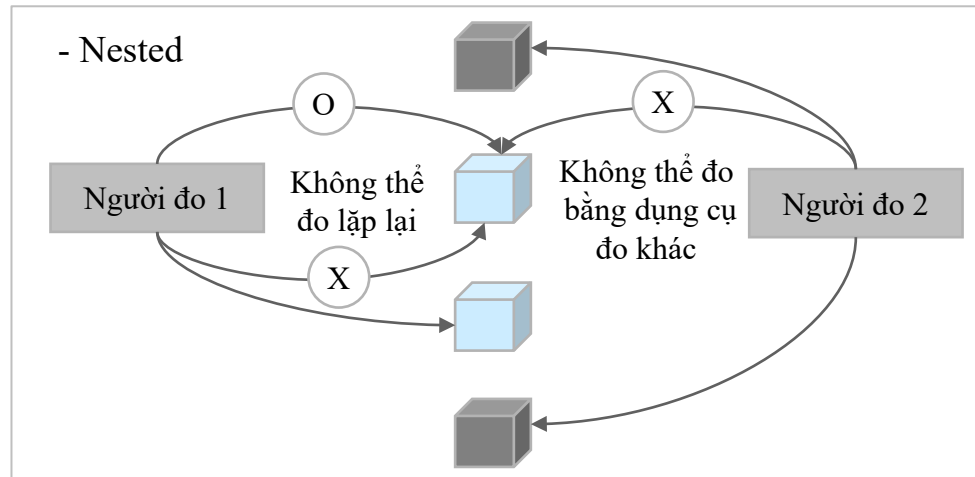 - Nested
O
X
Người đo 1
Không thể
đo lặp lại
Không thể đo
bằng dụng cụ
đo khác
Người đo 2
X